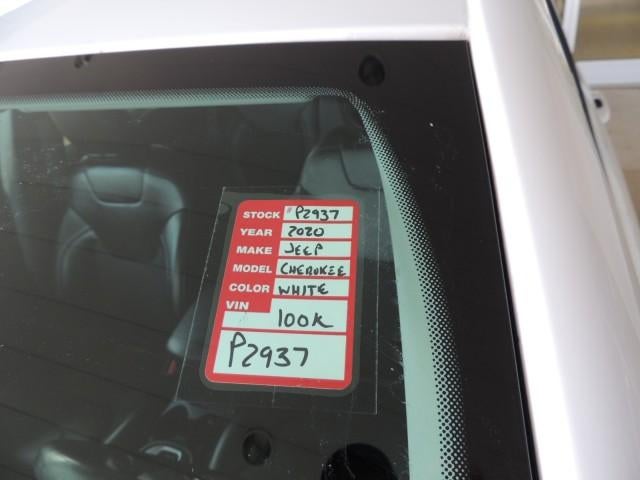 STOCK # P2937
YEAR 2020
MAKE JEEP
MODEL CHEROKEE
COLOR WHITE
VIN
100K
P2937